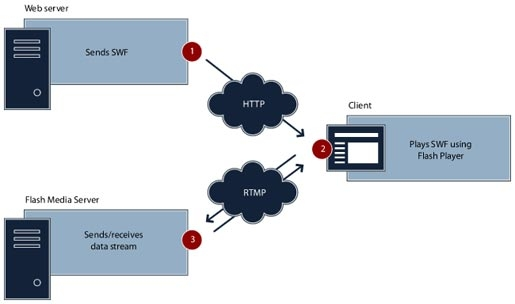 Web server
Sends SWF
1
HTTP
Client
2
Plays SWF using
Flash Player
RTMP
Flash Media Server
Sends/receives
data stream
3